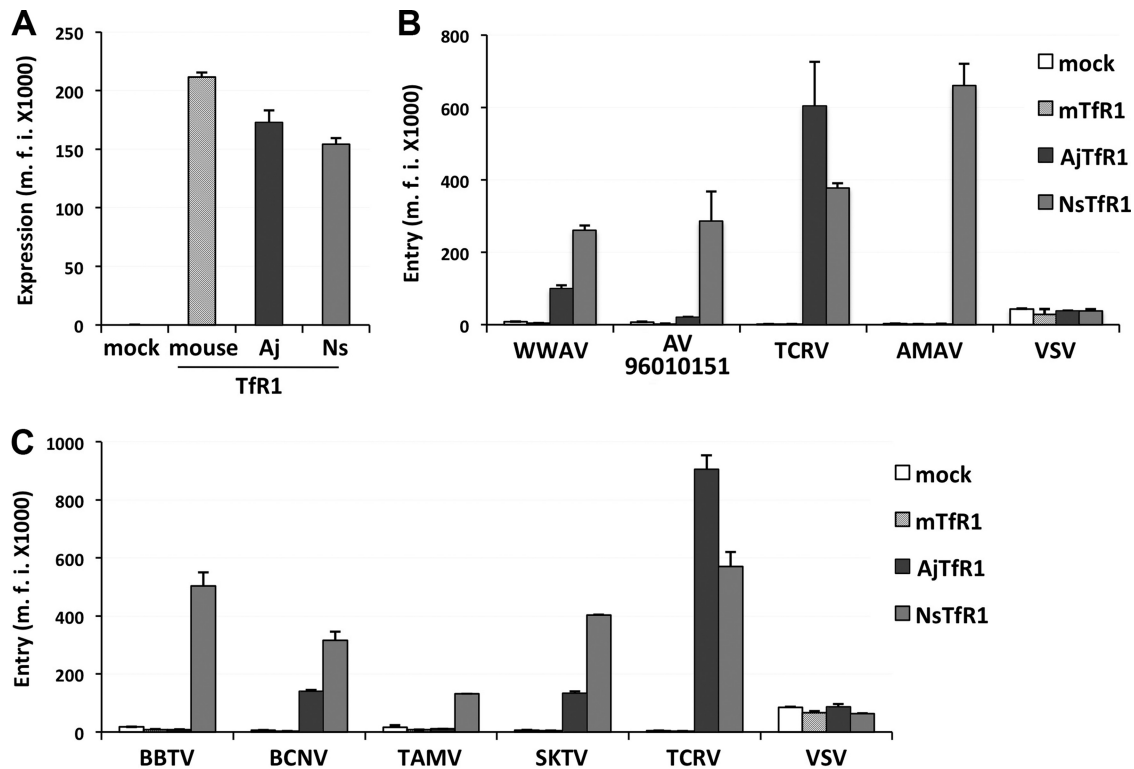 A
Expression (m. f. i. X1000)
250
200
150
100
50
0
mock mouse Aj Ns
TfR1
B
Entry (m. f. i. X1000)
800
600
400
200
0
WWAV AV 96010151 TCRV AMAV VSV
mock
mTfR1
AjTfR1
NsTfR1
C
Entry (m. f. i. X1000)
1000
800
600
400
200
0
BBTV BCNV TAMV SKTV TCRV VSV
mock
mTfR1
AjTfR1
NsTfR1